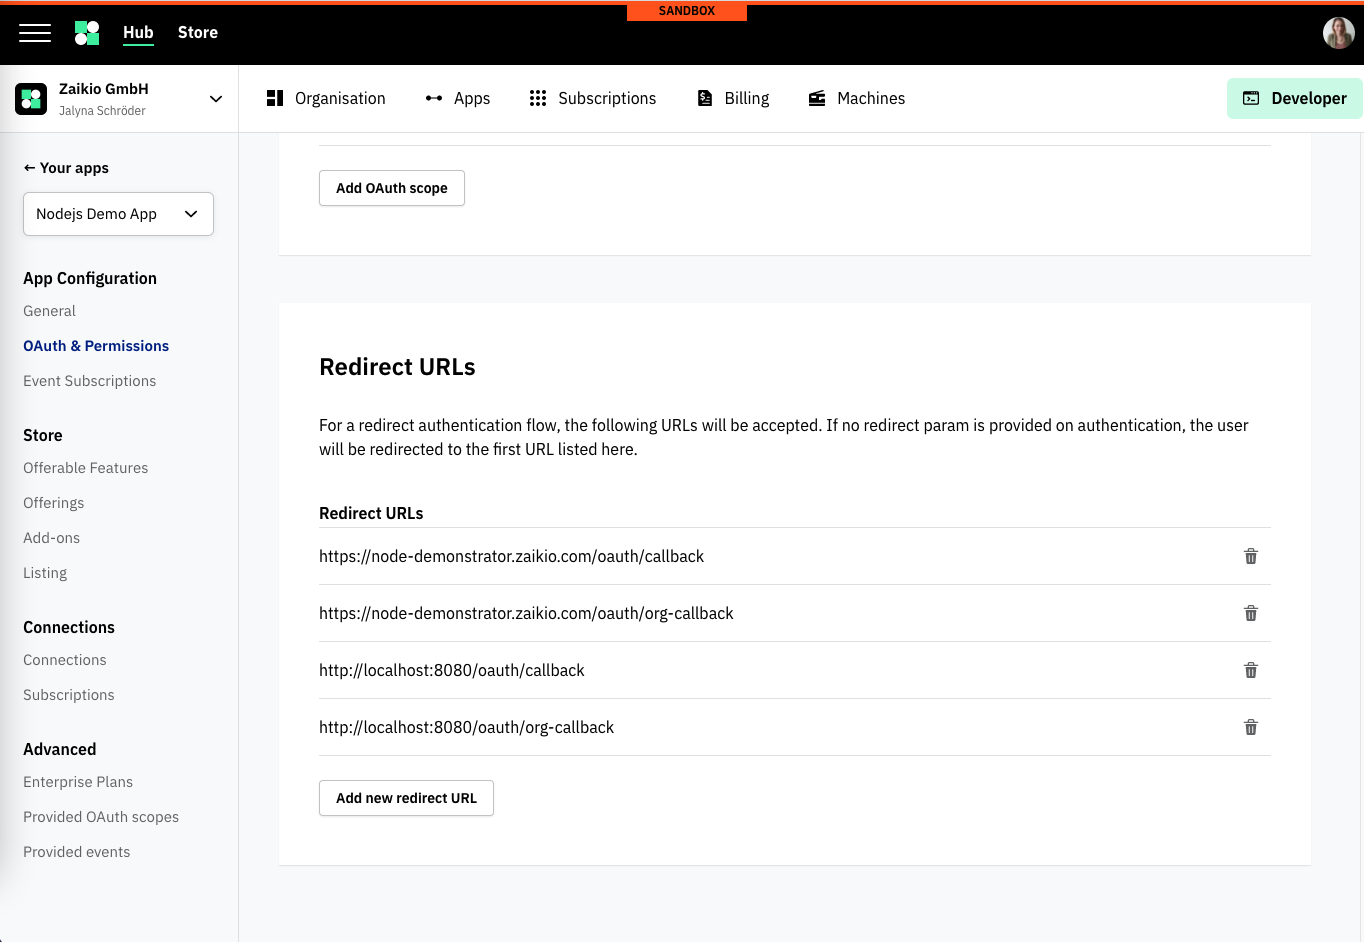 SANDBOX
Hub
Store
Zaikio GmbH
Jalyna Schröder
Organisation
Apps
Subscriptions
Billing
Machines
Developer
← Your apps
Nodejs Demo App
App Configuration
General
OAuth & Permissions
Event Subscriptions
Store
Offerable Features
Offerings
Add-ons
Listing
Connections
Connections
Subscriptions
Advanced
Enterprise Plans
Provided OAuth scopes
Provided events
Add OAuth scope
Redirect URLs
For a redirect authentication flow, the following URLs will be accepted. If no redirect param is provided on authentication, the user
will be redirected to the first URL listed here.
Redirect URLs
https://node-demonstrator.zaikio.com/oauth/callback
https://node-demonstrator.zaikio.com/oauth/org-callback
http://localhost:8080/oauth/callback
http://localhost:8080/oauth/org-callback
Add new redirect URL